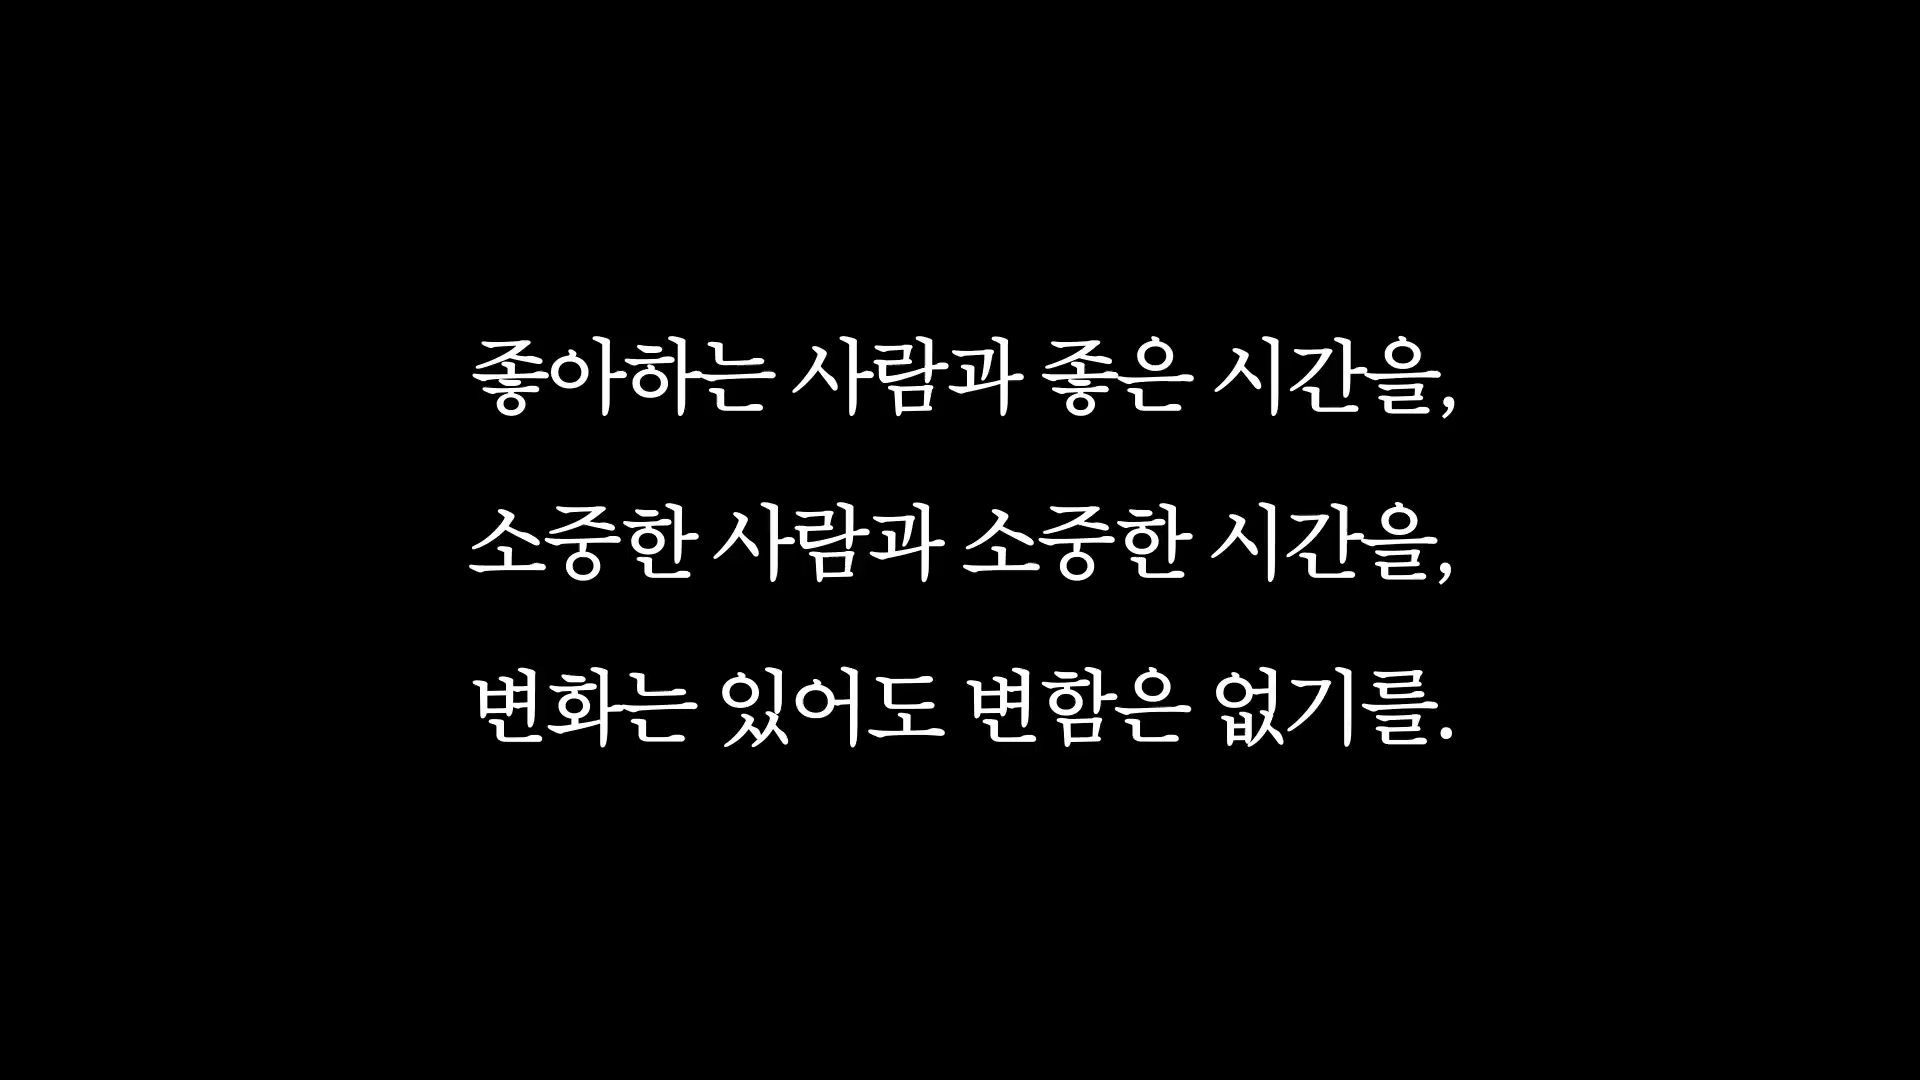 좋아하는 사람과 좋은 시간을,
소중한 사람과 소중한 시간을,
변화는 있어도 변함은 없기를.